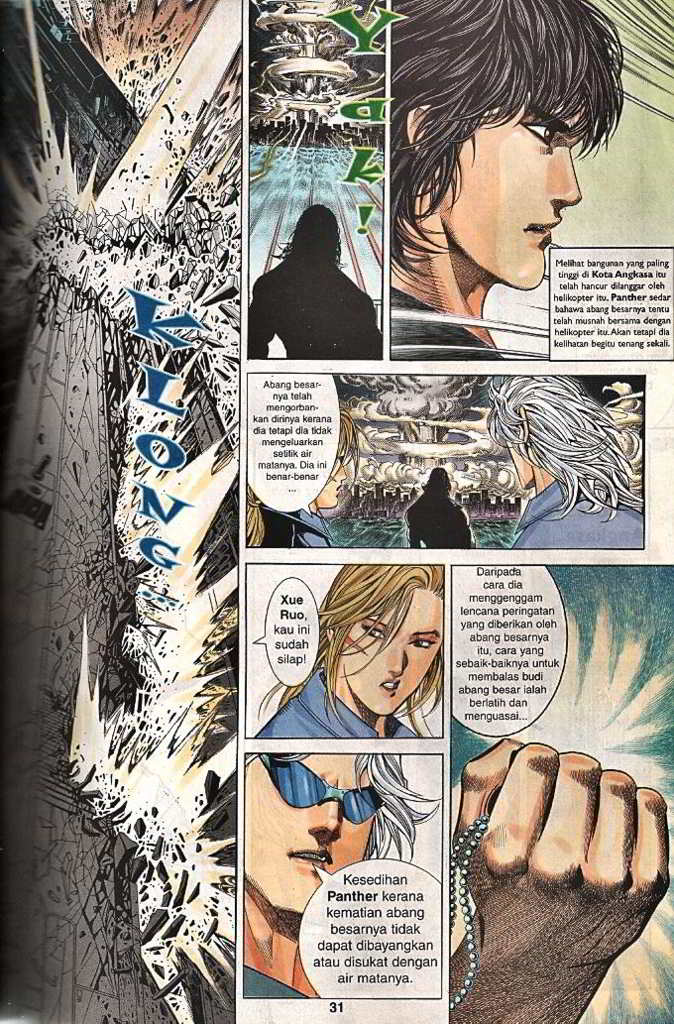 Yak!
KLONG!!
Melihat bangunan yang paling
tinggi di Kota Angkasa itu
telah hancur dilanggar oleh
helikopter itu. Panther sedar
bahawa abang besarnya tentu
telah musnah bersama dengan
helikopter itu. Akan tetapi dia
kelihatan begitu tenang sekali.
Abang besar-
nya telah
mengorban-
kan dirinya kerana
dia tetapi dia tidak
mengeluarkan
setitik air
matanya. Dia ini
benar-benar
...
Xue
Ruo,
kau ini
sudah
silap!
Daripada
cara dia
menggenggam
lencana peringatan
yang diberikan oleh
abang besarnya
itu, cara yang
sebaik-baiknya untuk
membalas budi
abang besar ialah
berlatih dan
menguasai...
Kesedihan
Panther kerana
kematian abang
besarnya tidak
dapat dibayangkan
atau disukat dengan
air matanya.
31